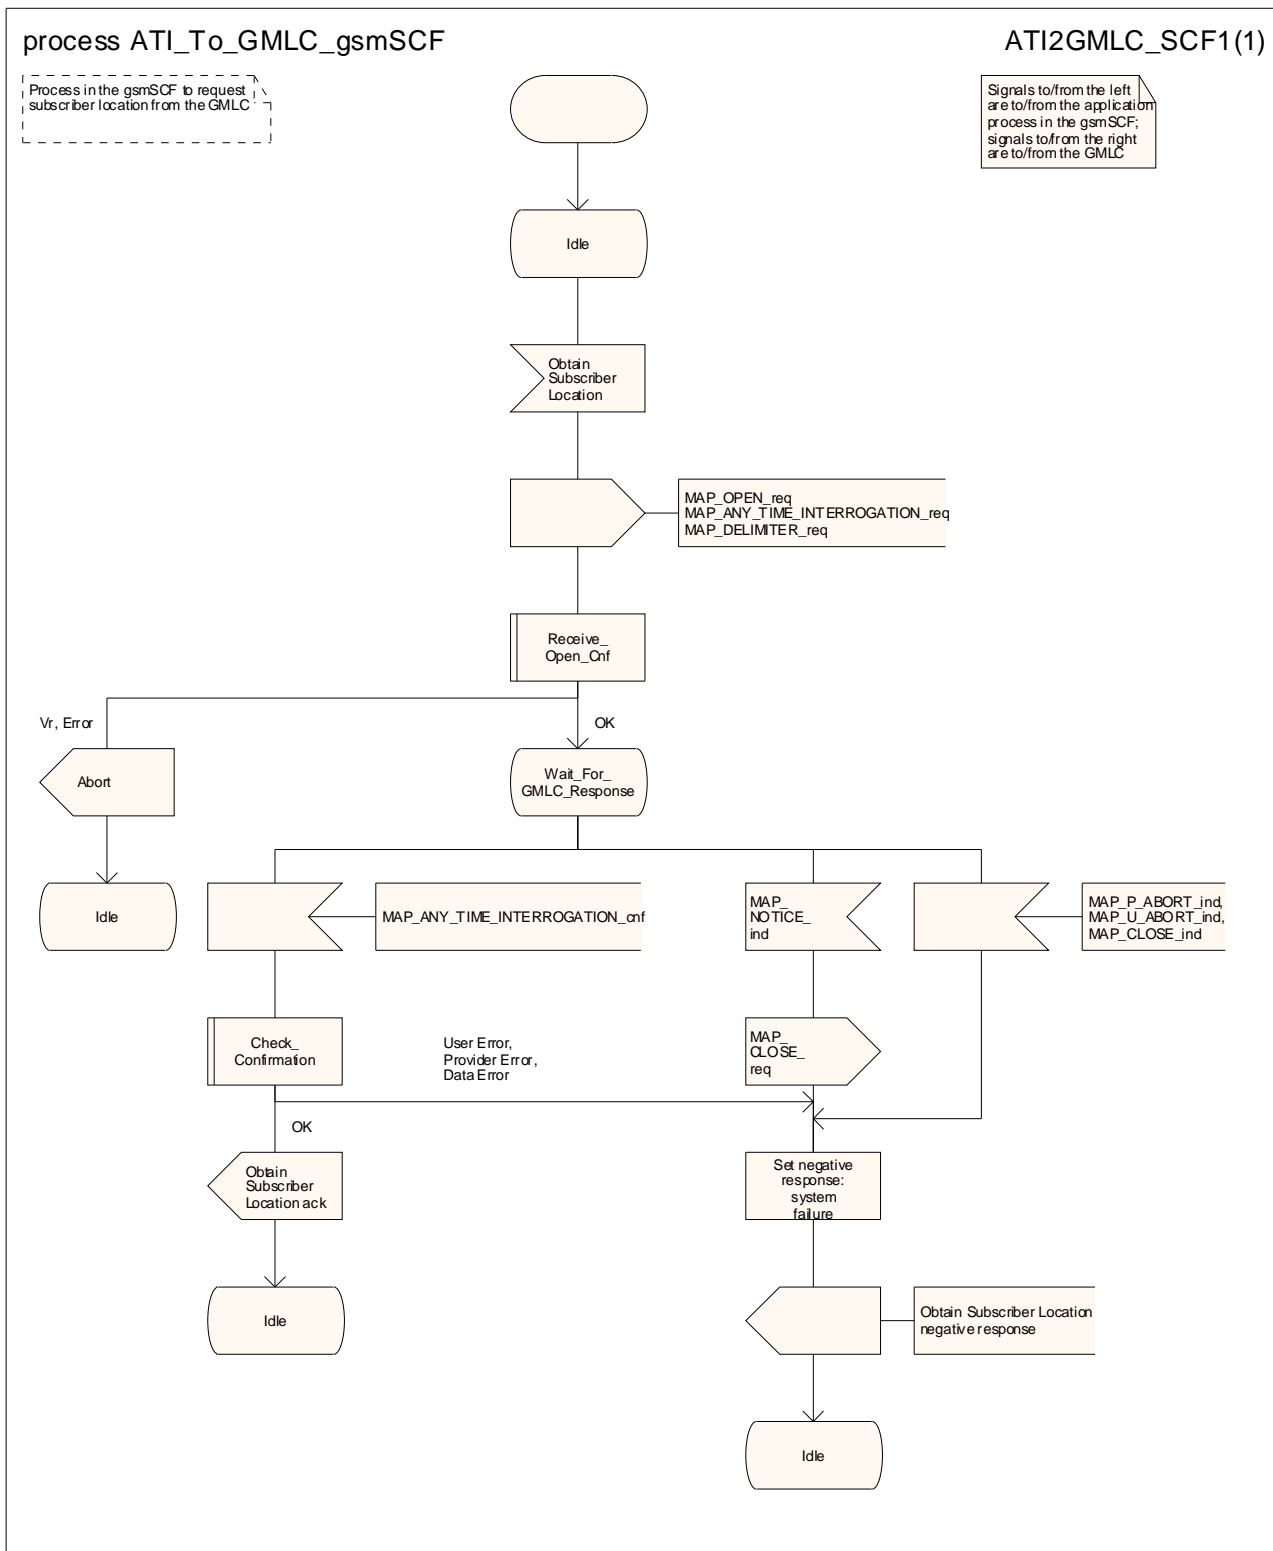 process ATI_To_GMLC_gsmSCF
ATI2GMLC_SCF1(1)
Process in the gsmSCF to request
subscriber location from the GMLC
Signals to/from the left
are to/from the application
process in the gsmSCF;
signals to/from the right
are to/from the GMLC
Idle
Obtain
Subscriber
Location
MAP_OPEN_req
MAP_ANY_TIME_INTERROGATION_req
MAP_DELIMITER_req
Receive_
Open_Cnf
Vr, Error
OK
Abort
Wait_For_
GMLC_Response
Idle
MAP_ANY_TIME_INTERROGATION_cnf
MAP_
NOTICE_
ind
MAP_P_ABORT_ind,
MAP_U_ABORT_ind,
MAP_CLOSE_ind
Check_
Confirmation
User Error,
Provider Error,
Data Error
MAP_
CLOSE_
req
OK
Obtain
Subscriber
Location ack
Set negative
response:
system
failure
Idle
Obtain Subscriber Location
negative response
Idle